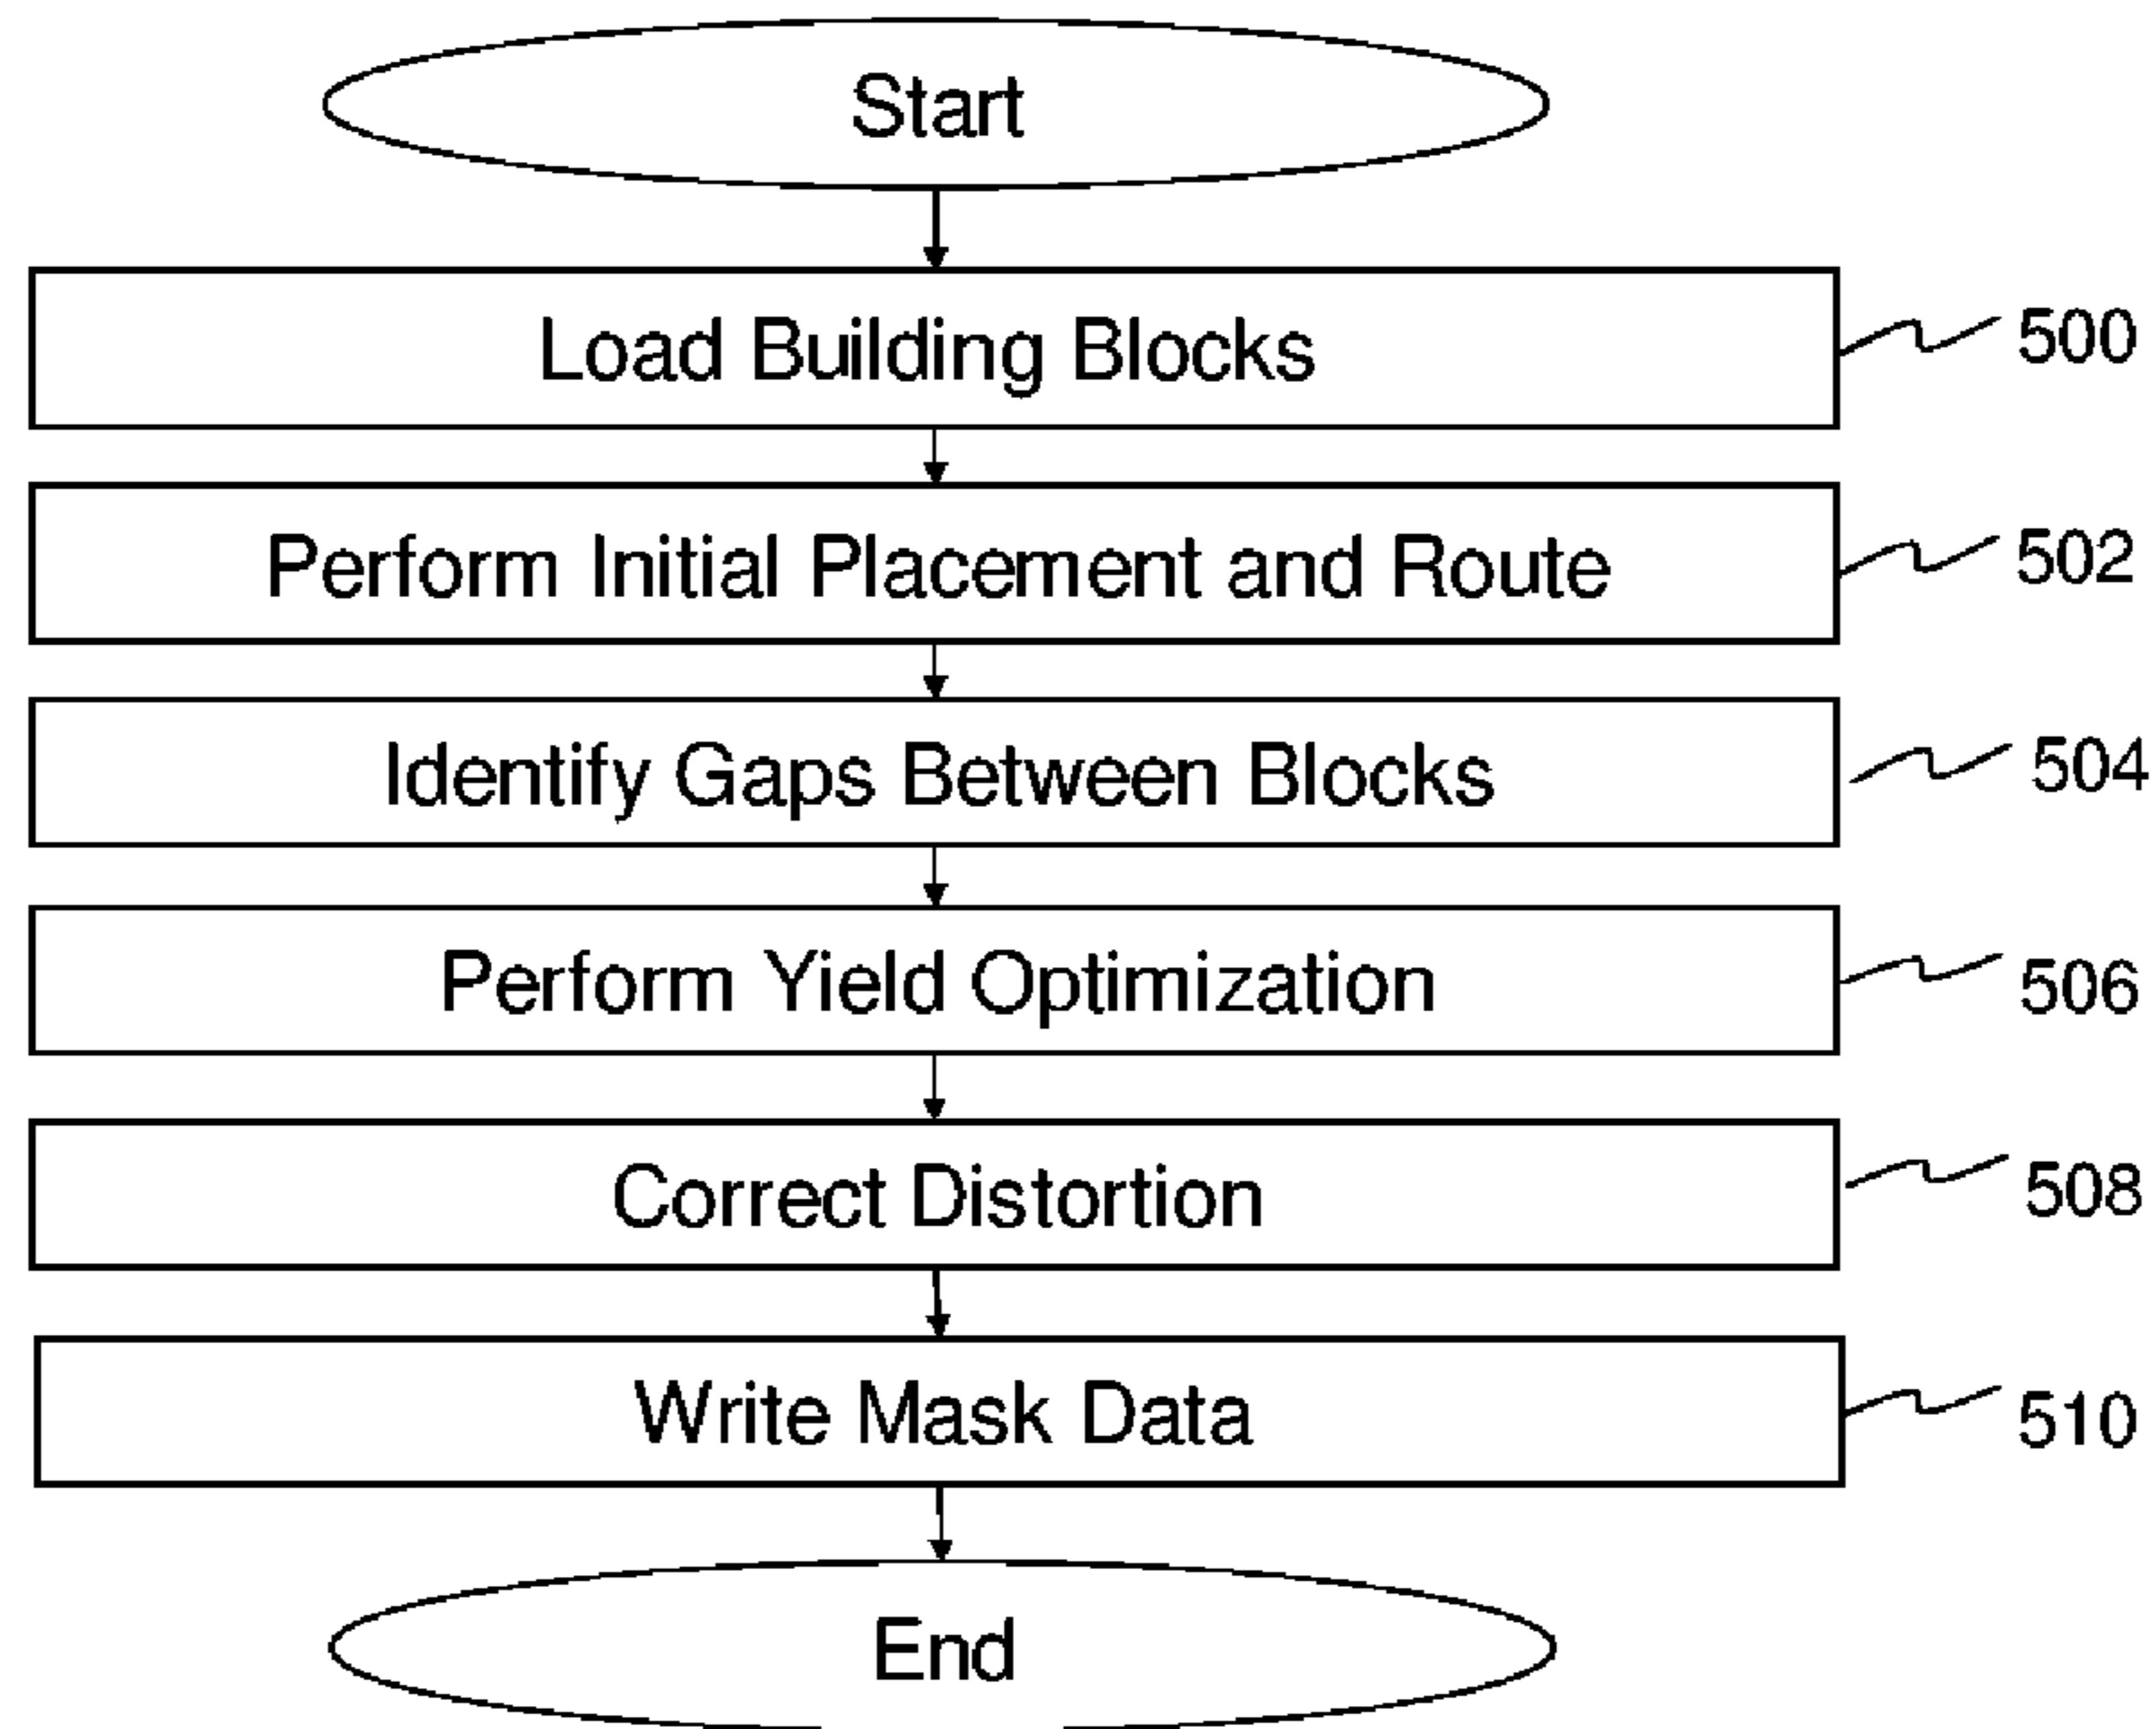 Start
Load Building Blocks
500
Perform Initial Placement and Route
502
Identify Gaps Between Blocks
504
Perform Yield Optimization
506
Correct Distortion
508
Write Mask Data
510
End